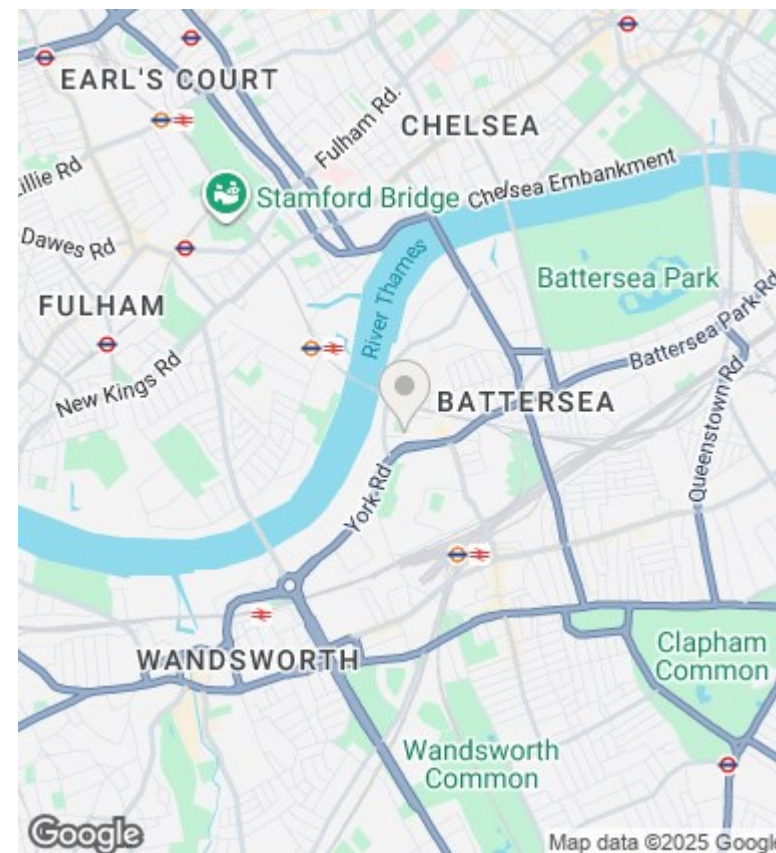 EARL'S COURT
CHELSEA
Fulham Rd.
Lillie Rd
Stamford Bridge
Chelsea Embankment
Dawes Rd
River Thames
Battersea Park
FULHAM
Battersea Park Rd
New Kings Rd
BATTERSEA
Queenstown Rd
York Rd
WANDSWORTH
Clapham
Common
Wandsworth
Common
Google
Map data ©2025 Google